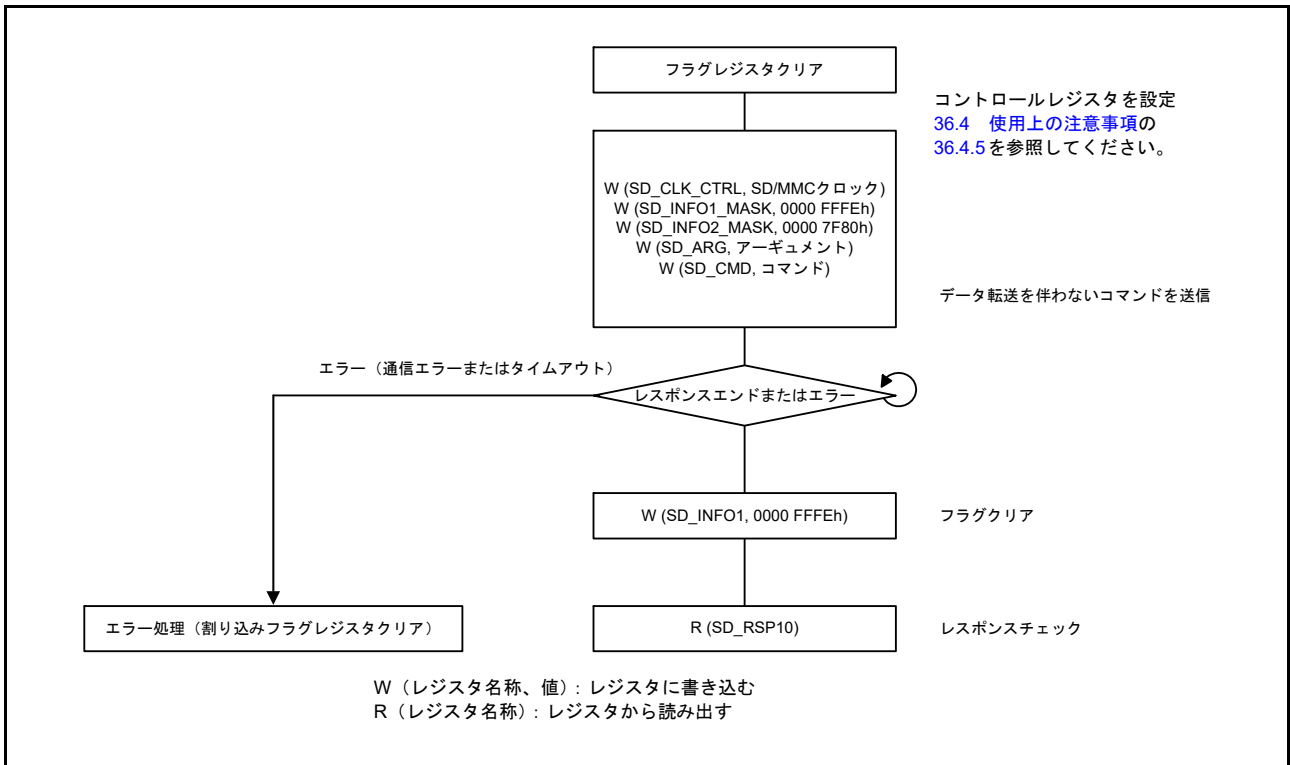 フラグレジスタクリア
コントロールレジスタを設定
36.4 使用上の注意事項の
36.4.5を参照してください。
W (SD_CLK_CTRL, SD/MMCクロック)
W (SD_INFO1_MASK, 0000 FFFEh)
W (SD_INFO2_MASK, 0000 7F80h)
W (SD_ARG, アーギュメント)
W (SD_CMD, コマンド)
データ転送を伴わないコマンドを送信
エラー（通信エラーまたはタイムアウト）
レスポンスエンドまたはエラー
W (SD_INFO1, 0000 FFFEh)
フラグクリア
エラー処理（割り込みフラグレジスタクリア）
R (SD_RSP10)
レスポンスチェック
W（レジスタ名称、値）: レジスタに書き込む
R（レジスタ名称）: レジスタから読み出す